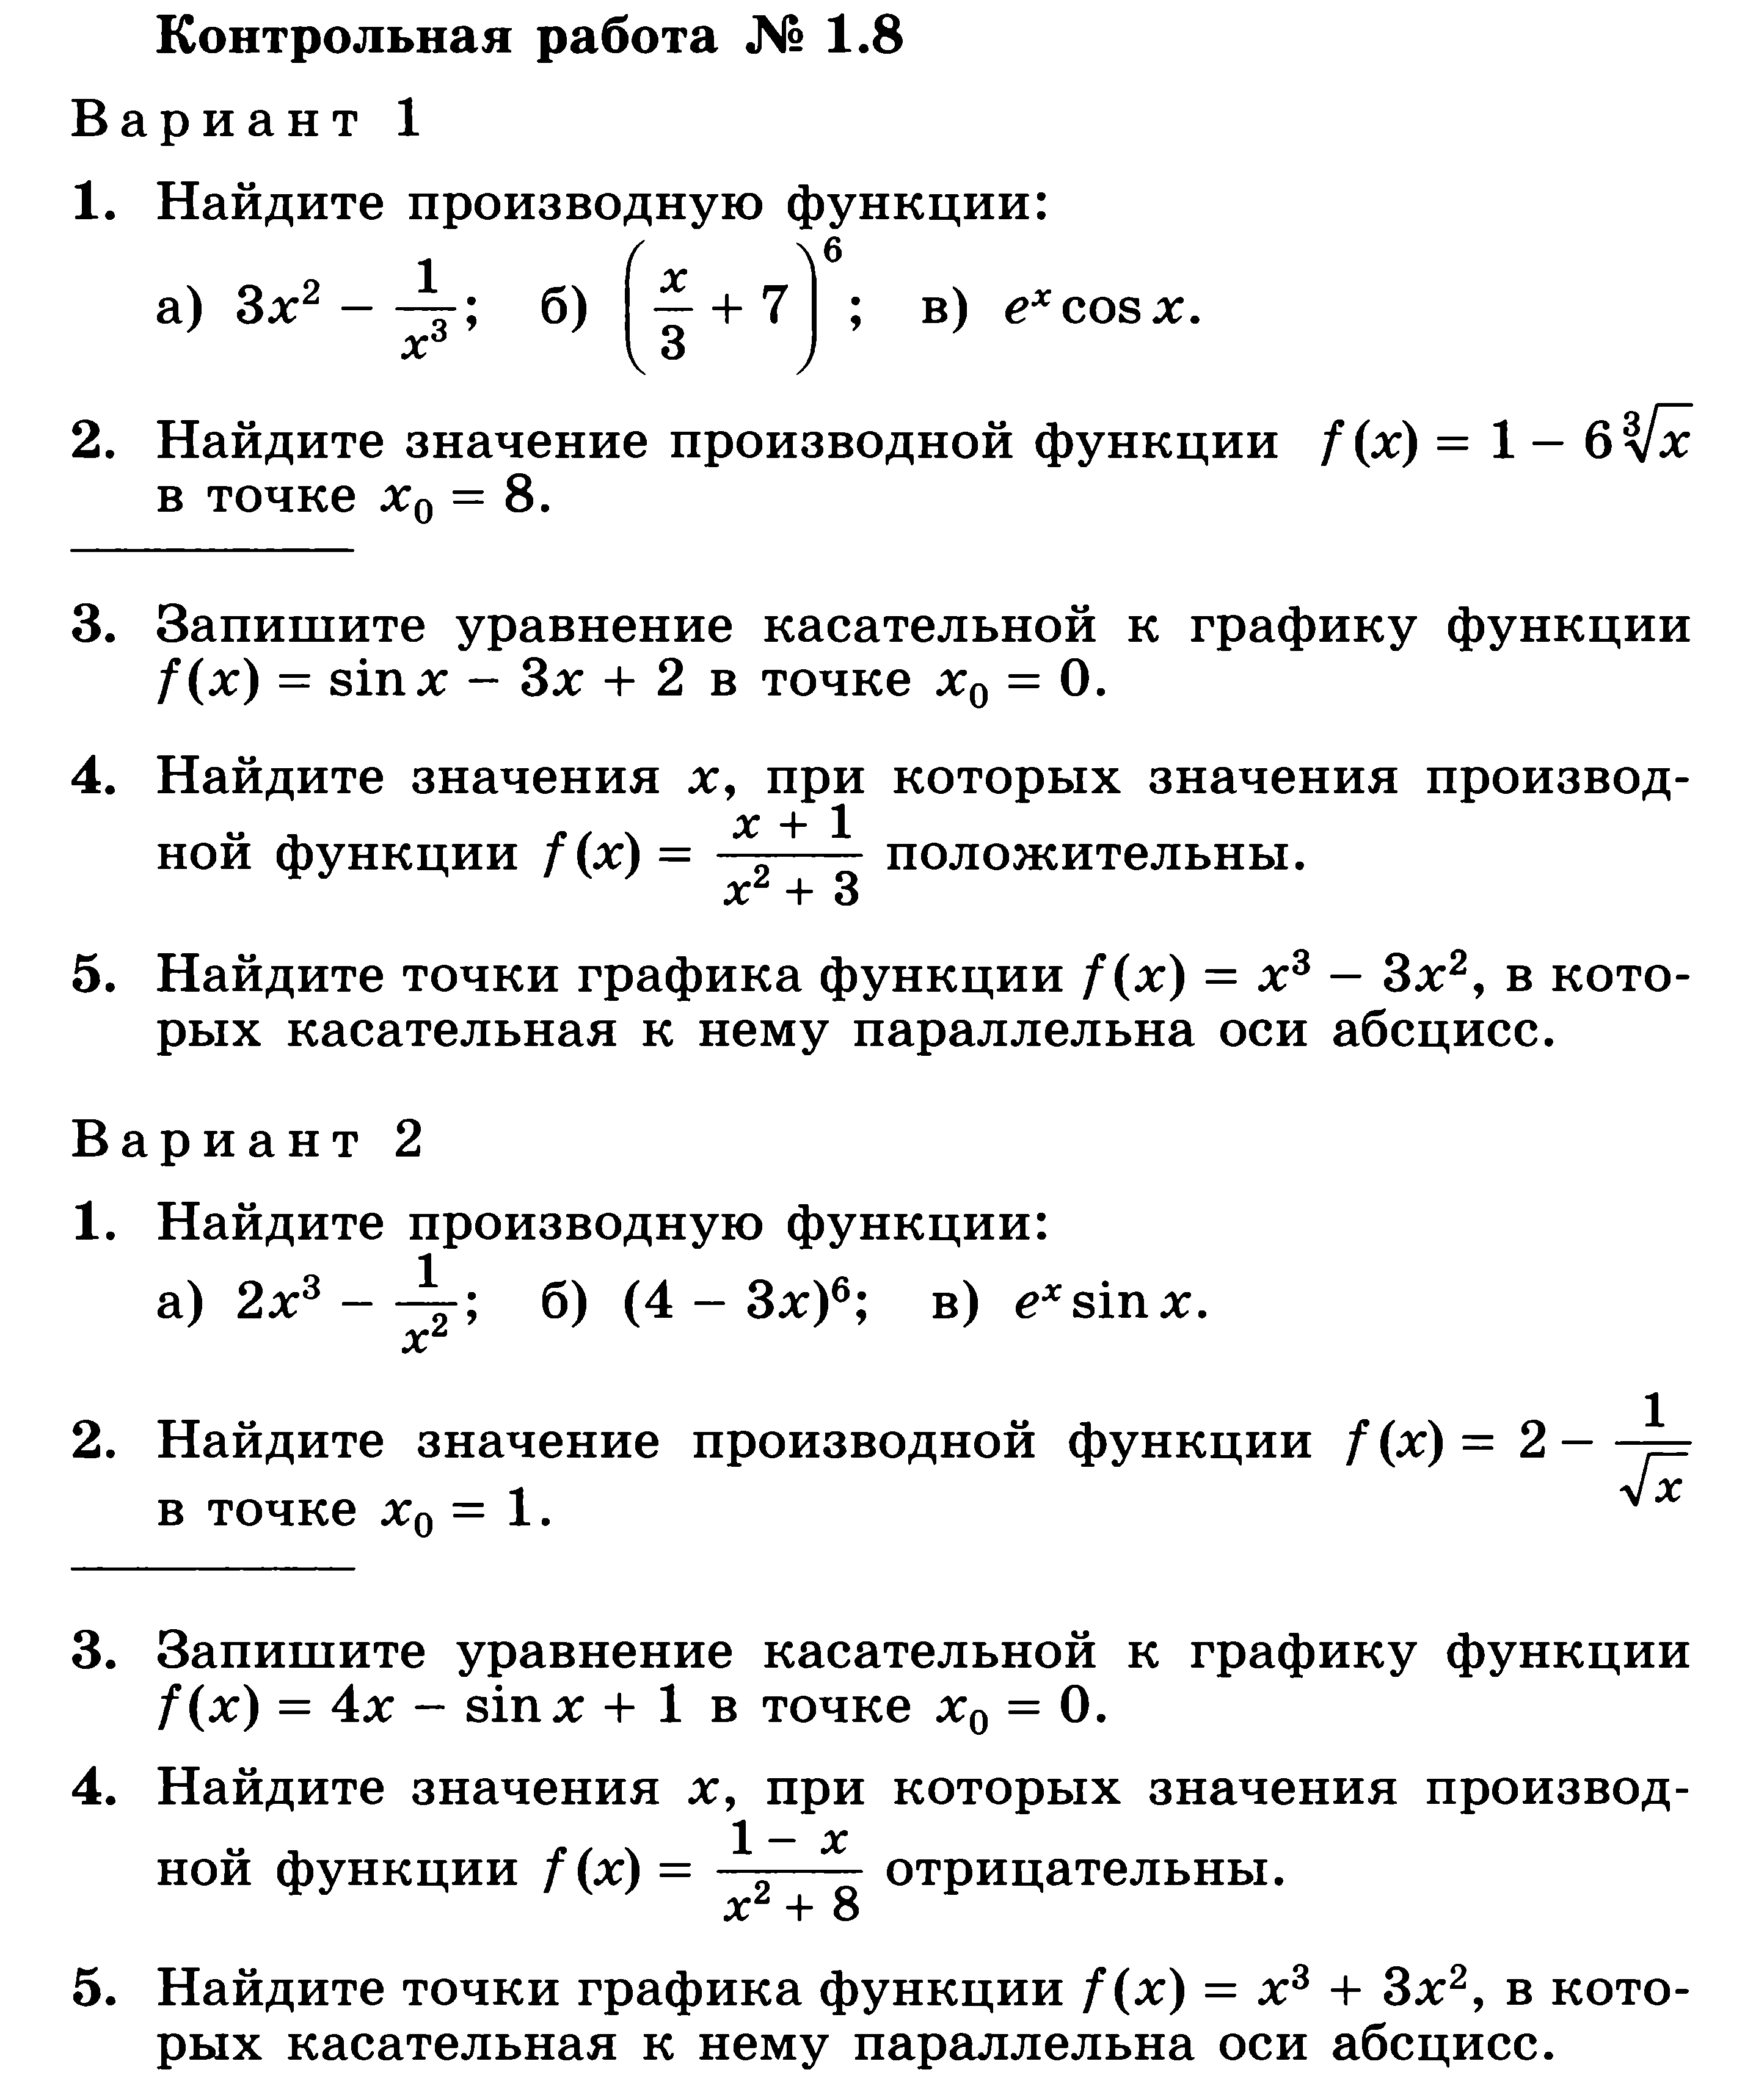 Контрольная работа № 1.8
Вариант 1
1. Найдите производную функции:
а) 3x² − 1/x³; б) (x/3 + 7)⁶; в) eˣ cos x.
2. Найдите значение производной функции f(x) = 1 − 6∛x
в точке x₀ = 8.
3. Запишите уравнение касательной к графику функции
f(x) = sin x − 3x + 2 в точке x₀ = 0.
4. Найдите значения x, при которых значения производ-
ной функции f(x) = (x + 1)/(x² + 3) положительны.
5. Найдите точки графика функции f(x) = x³ − 3x², в кото-
рых касательная к нему параллельна оси абсцисс.
Вариант 2
1. Найдите производную функции:
а) 2x³ − 1/x²; б) (4 − 3x)⁶; в) eˣ sin x.
2. Найдите значение производной функции f(x) = 2 − 1/√x
в точке x₀ = 1.
3. Запишите уравнение касательной к графику функции
f(x) = 4x − sin x + 1 в точке x₀ = 0.
4. Найдите значения x, при которых значения производ-
ной функции f(x) = (1 − x)/(x² + 8) отрицательны.
5. Найдите точки графика функции f(x) = x³ + 3x², в кото-
рых касательная к нему параллельна оси абсцисс.